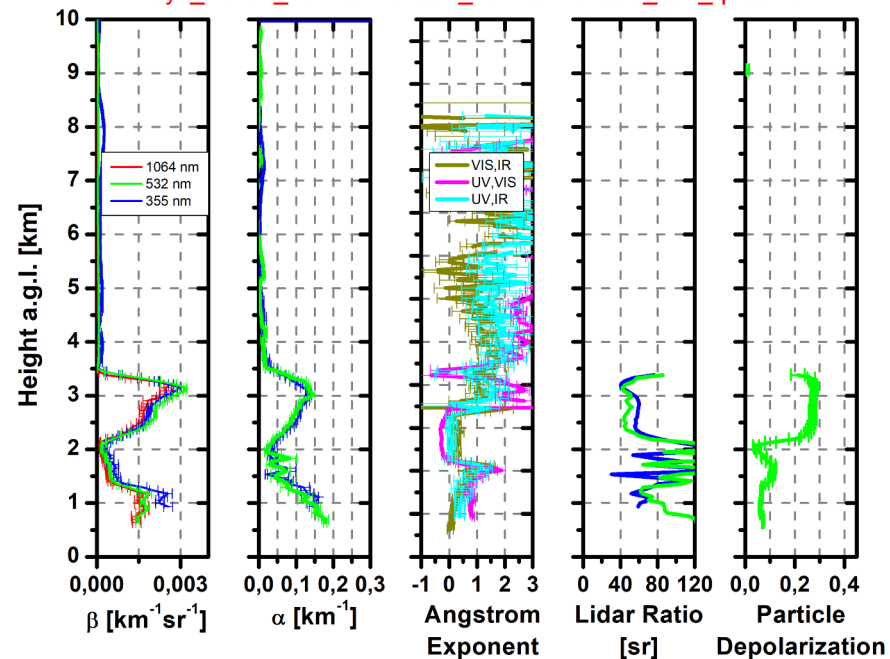 10
9
8
7
6
5
4
3
2
1
0
Height a.g.l. [km]
1064 nm
532 nm
355 nm
VIS,IR
UV,VIS
UV,IR
0,000 0,003
0,0 0,1 0,2 0,3
-1 0 1 2 3
0 40 80 120
0,0 0,2 0,4
β [km⁻¹sr⁻¹]
α [km⁻¹]
Angstrom
Exponent
Lidar Ratio
[sr]
Particle
Depolarization